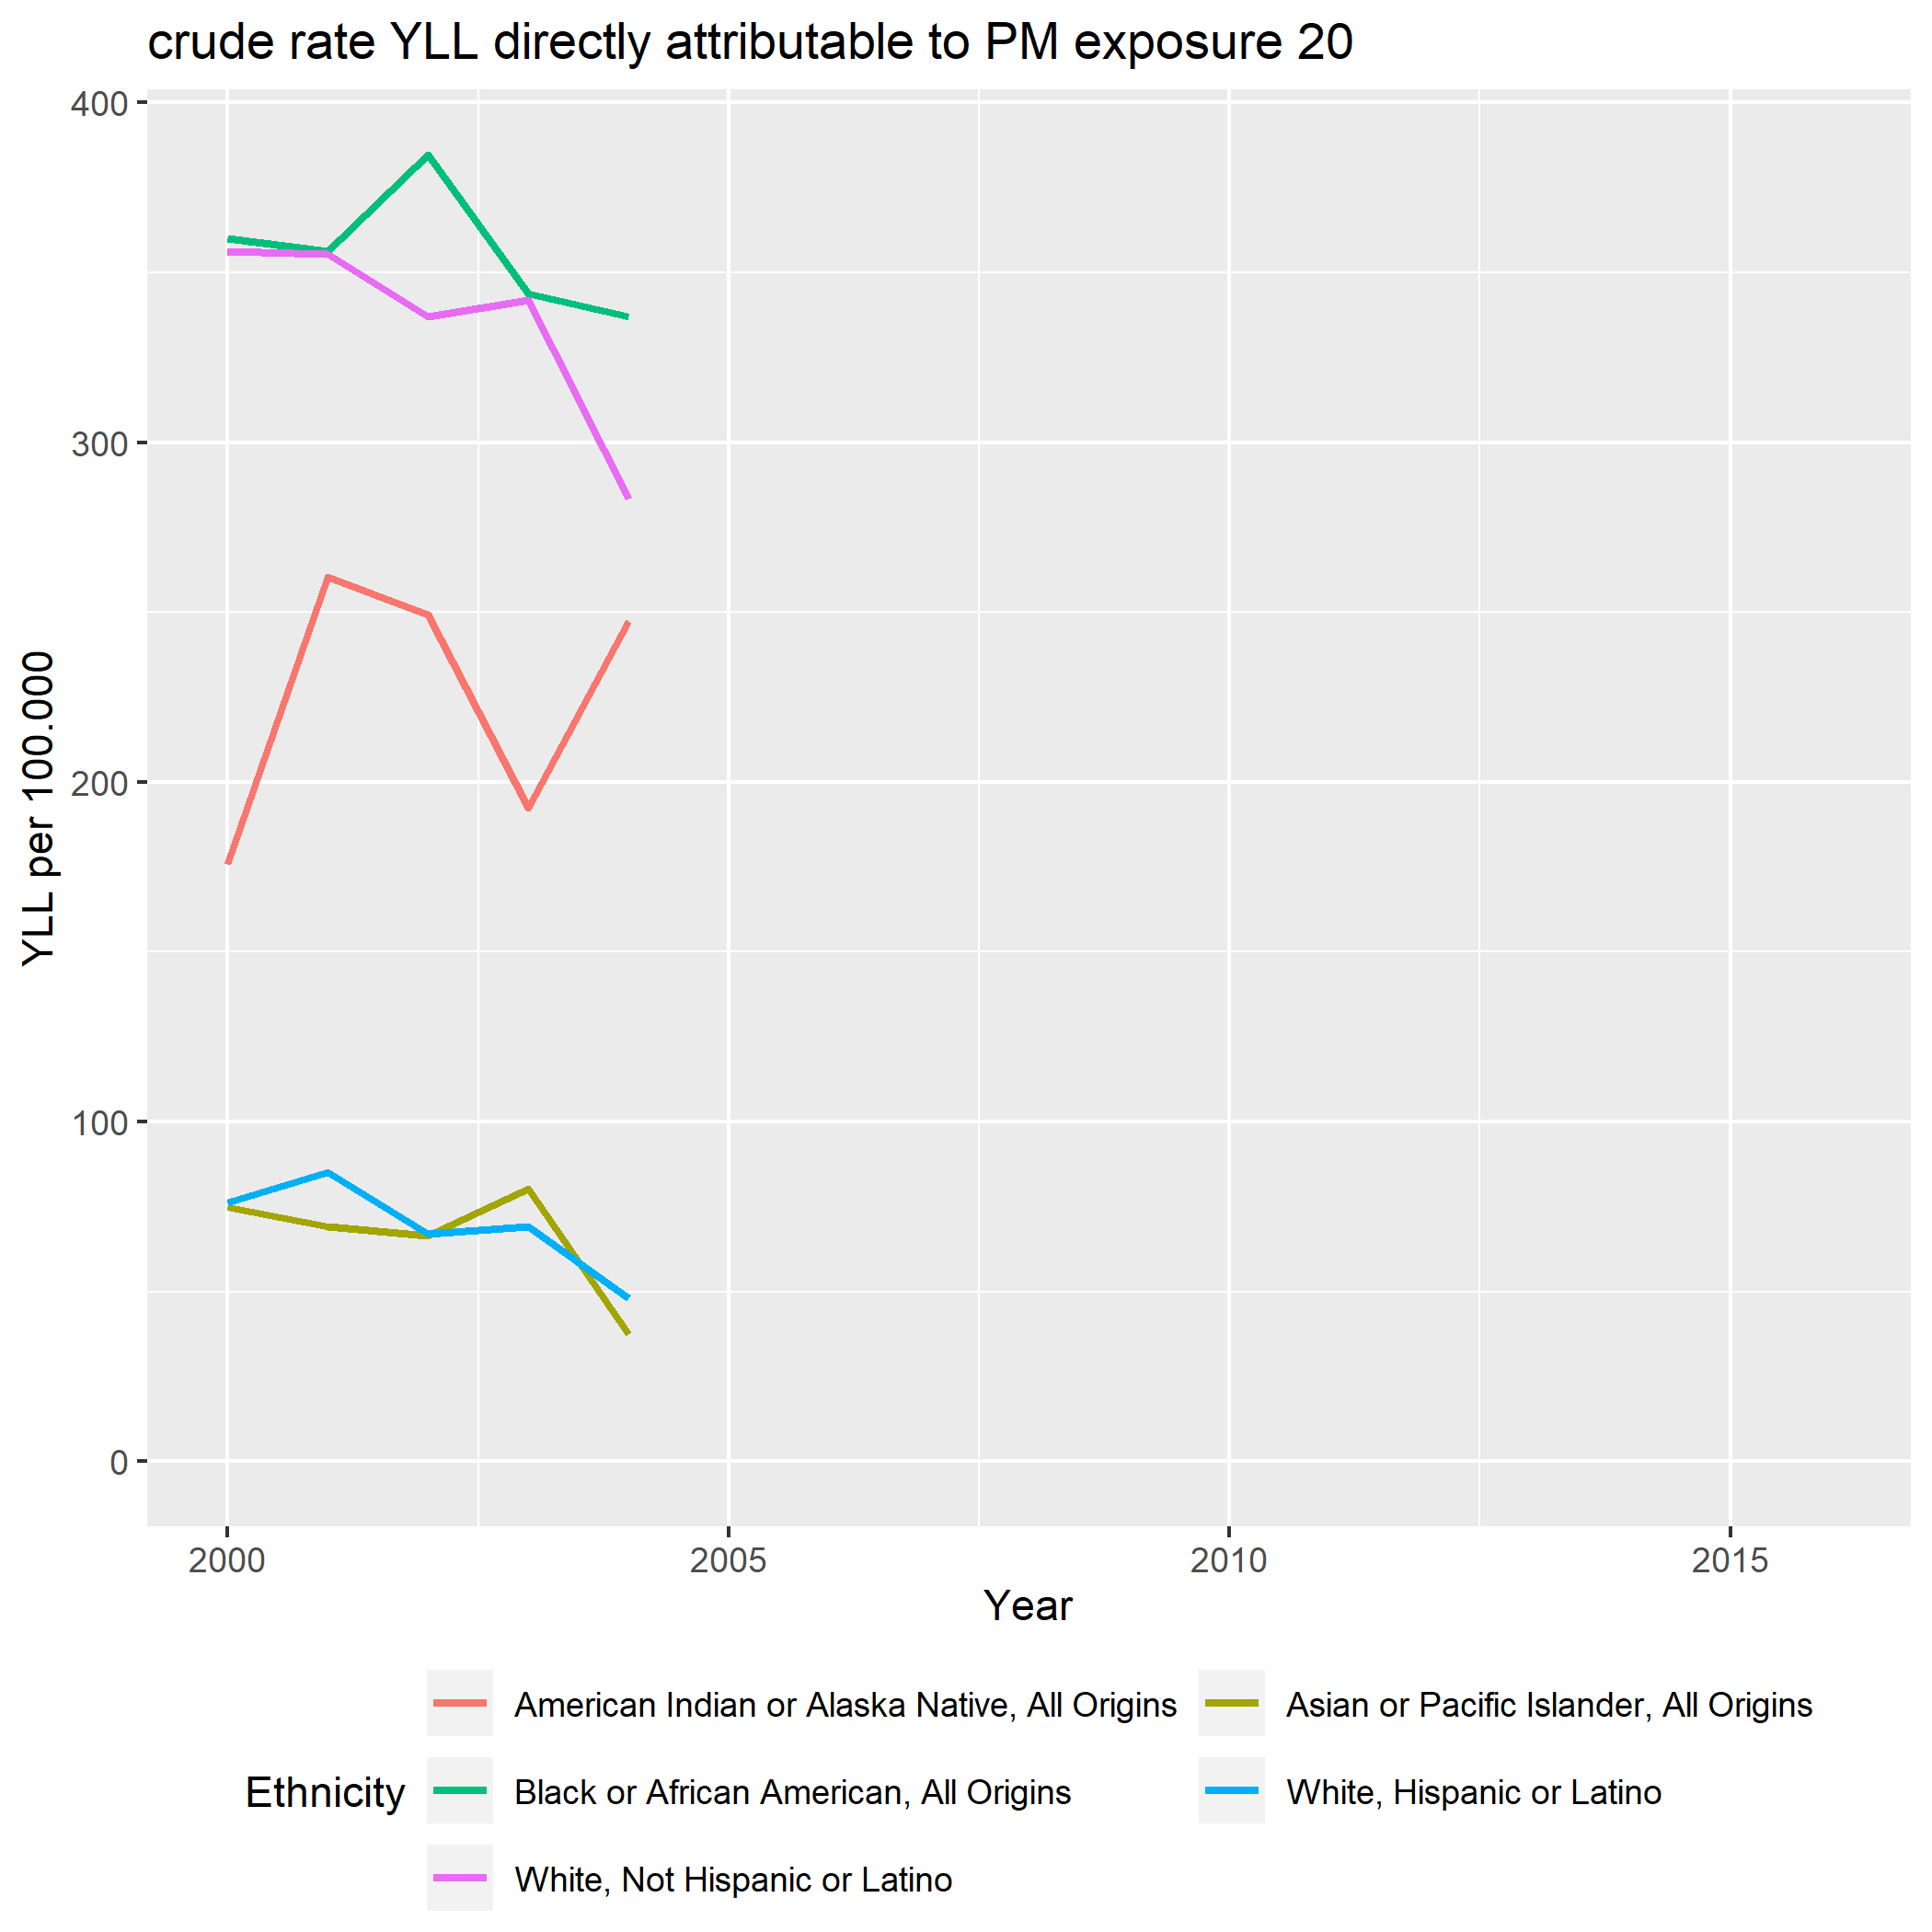 crude rate YLL directly attributable to PM exposure 20
400
300
200
100
0
YLL per 100.000
2000 2005 2010 2015
Year
Ethnicity
American Indian or Alaska Native, All Origins
Asian or Pacific Islander, All Origins
Black or African American, All Origins
White, Hispanic or Latino
White, Not Hispanic or Latino